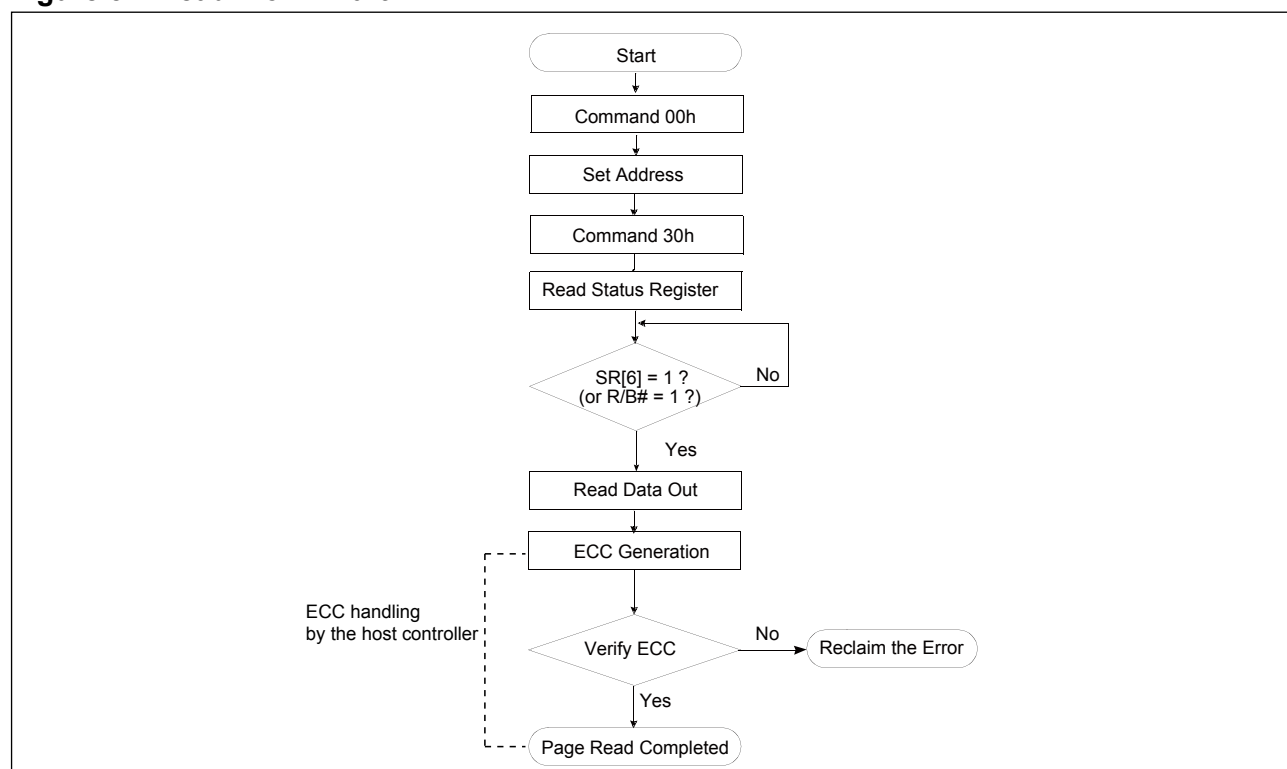 Start
Command 00h
Set Address
Command 30h
Read Status Register
SR[6] = 1 ?
(or R/B# = 1 ?)
No
Yes
Read Data Out
ECC Generation
ECC handling
by the host controller
Verify ECC
No
Reclaim the Error
Yes
Page Read Completed